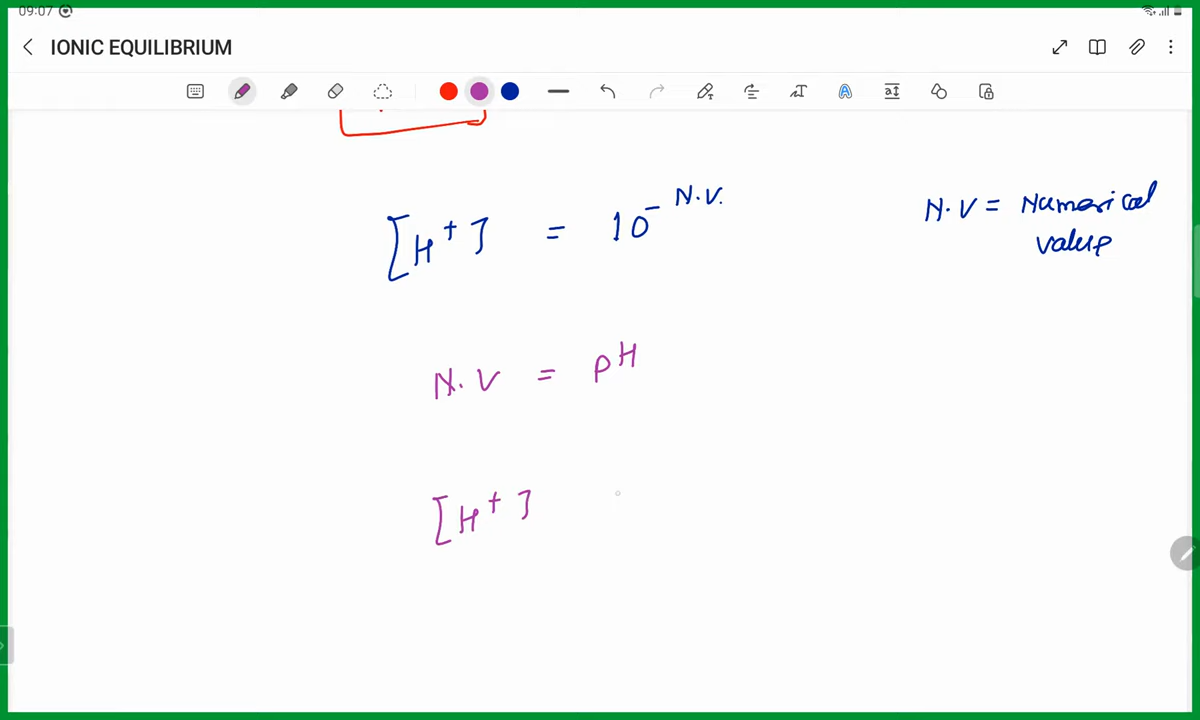 09:07
IONIC EQUILIBRIUM
[H⁺] = 10⁻ᴺ·ⱽ·
N.V = Numerical
value
N.V = pᴴ
[H⁺]